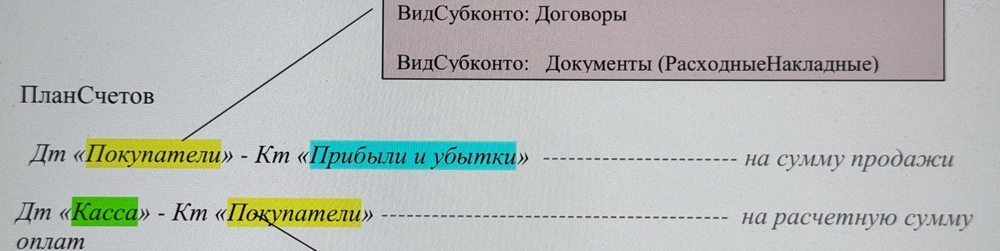 ВидСубконто: Договоры
ВидСубконто: Документы (РасходныеНакладные)
ПланСчетов
Дт «Покупатели» - Кт «Прибыли и убытки» ----------------------- на сумму продажи
Дт «Касса» - Кт «Покупатели» ----------------------------------------- на расчетную сумму
оплат